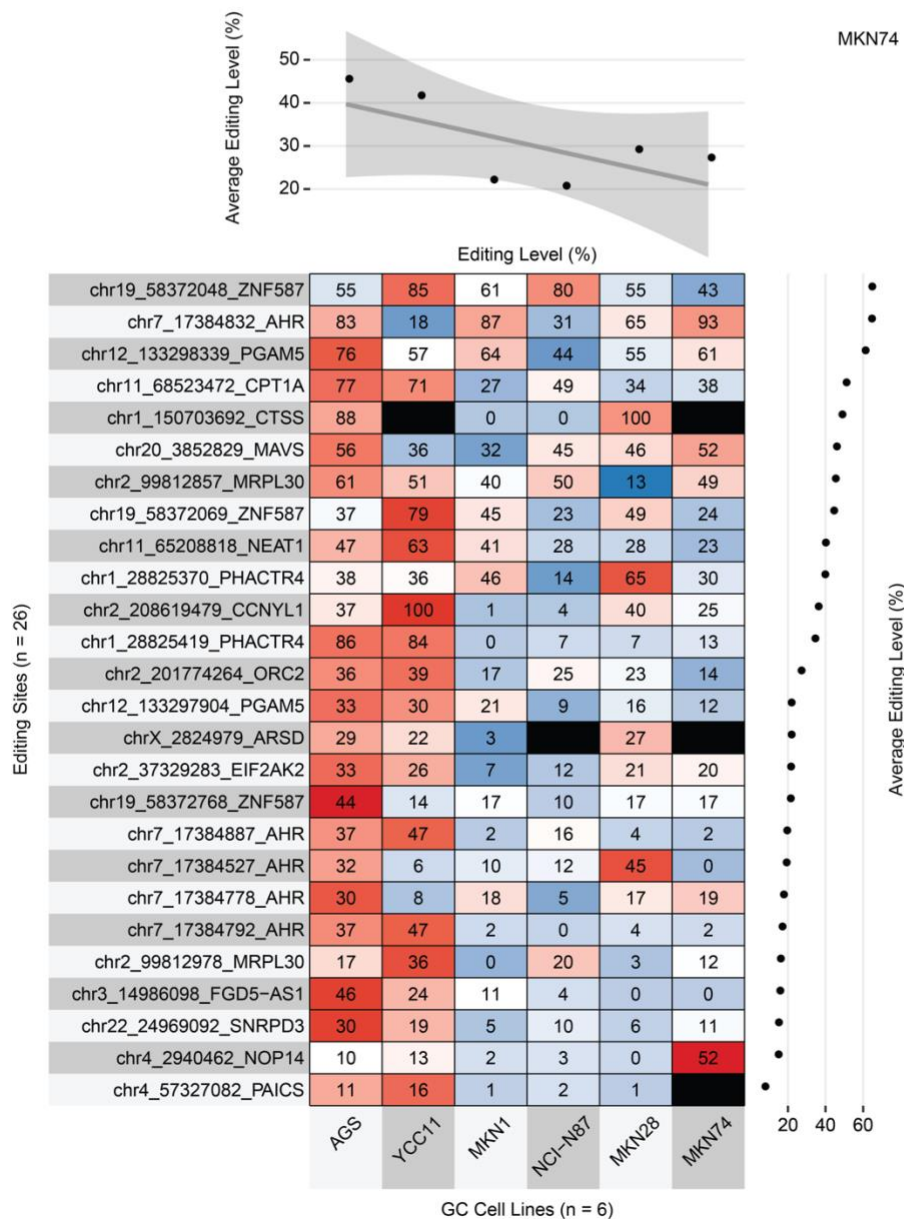 MKN74
Average Editing Level (%)
50
40
30
20
Editing Level (%)
Editing Sites (n = 26)
chr19_58372048_ZNF587 55 85 61 80 55 43
chr7_17384832_AHR 83 18 87 31 65 93
chr12_133298339_PGAM5 76 57 64 44 55 61
chr11_68523472_CPT1A 77 71 27 49 34 38
chr1_150703692_CTSS 88 0 0 100
chr20_3852829_MAVS 56 36 32 45 46 52
chr2_99812857_MRPL30 61 51 40 50 13 49
chr19_58372069_ZNF587 37 79 45 23 49 24
chr11_65208818_NEAT1 47 63 41 28 28 23
chr1_28825370_PHACTR4 38 36 46 14 65 30
chr2_208619479_CCNYL1 37 100 1 4 40 25
chr1_28825419_PHACTR4 86 84 0 7 7 13
chr2_201774264_ORC2 36 39 17 25 23 14
chr12_133297904_PGAM5 33 30 21 9 16 12
chrX_2824979_ARSD 29 22 3 27
chr2_37329283_EIF2AK2 33 26 7 12 21 20
chr19_58372768_ZNF587 44 14 17 10 17 17
chr7_17384887_AHR 37 47 2 16 4 2
chr7_17384527_AHR 32 6 10 12 45 0
chr7_17384778_AHR 30 8 18 5 17 19
chr7_17384792_AHR 37 47 2 0 4 2
chr2_99812978_MRPL30 17 36 0 20 3 12
chr3_14986098_FGD5−AS1 46 24 11 4 0 0
chr22_24969092_SNRPD3 30 19 5 10 6 11
chr4_2940462_NOP14 10 13 2 3 0 52
chr4_57327082_PAICS 11 16 1 2 1
Average Editing Level (%)
20 40 60
AGS YCC11 MKN1 NCI−N87 MKN28 MKN74
GC Cell Lines (n = 6)